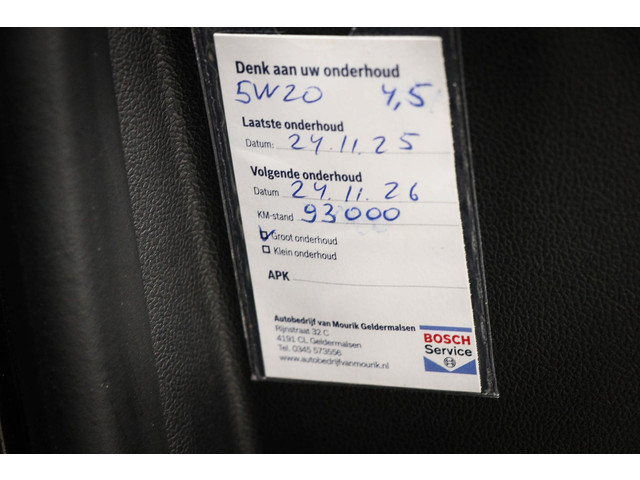 Denk aan uw onderhoud
5W20 4,5
Laatste onderhoud
Datum: 24.11.25
Volgende onderhoud
Datum 24.11.26
KM-stand 93000
Groot onderhoud
Klein onderhoud
APK
Autobedrijf van Mourik Geldermalsen
Rijnstraat 32 C
4191 CL Geldermalsen
Tel. 0345 573556
www.autobedrijfvanmourik.nl
BOSCH
Service